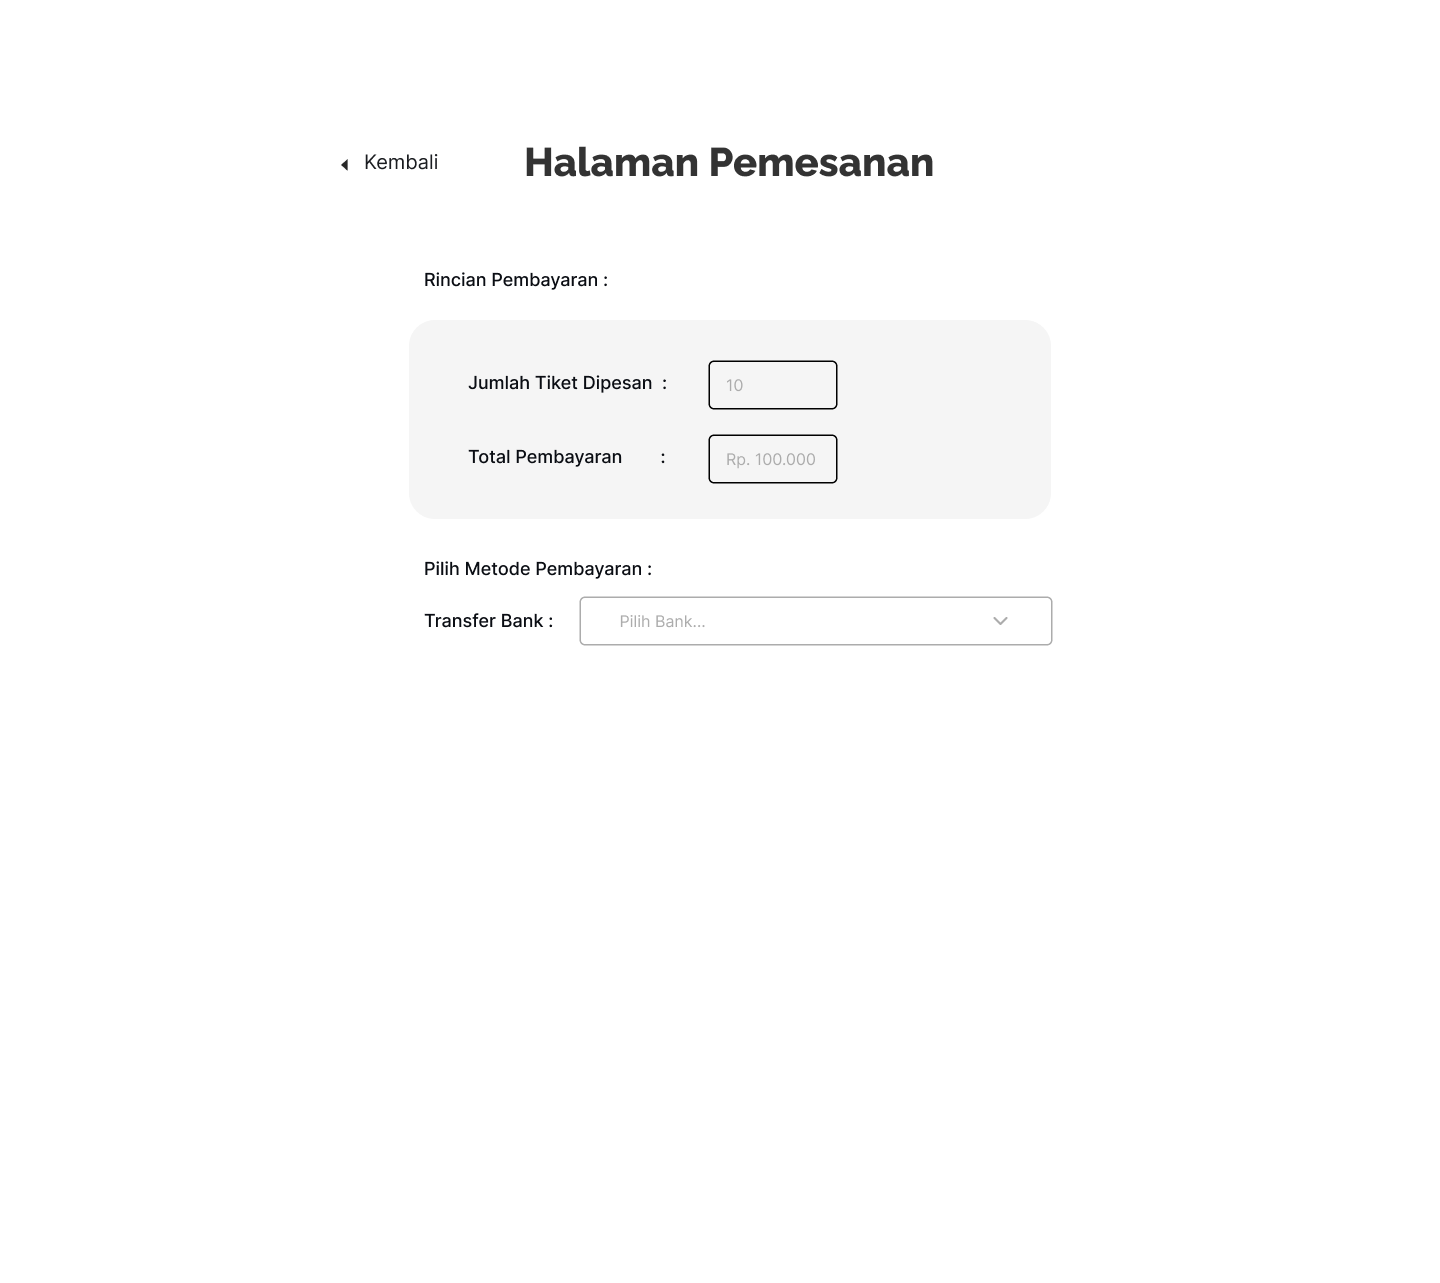 Kembali
Halaman Pemesanan
Rincian Pembayaran :
Jumlah Tiket Dipesan :
10
Total Pembayaran :
Rp. 100.000
Pilih Metode Pembayaran :
Transfer Bank :
Pilih Bank...